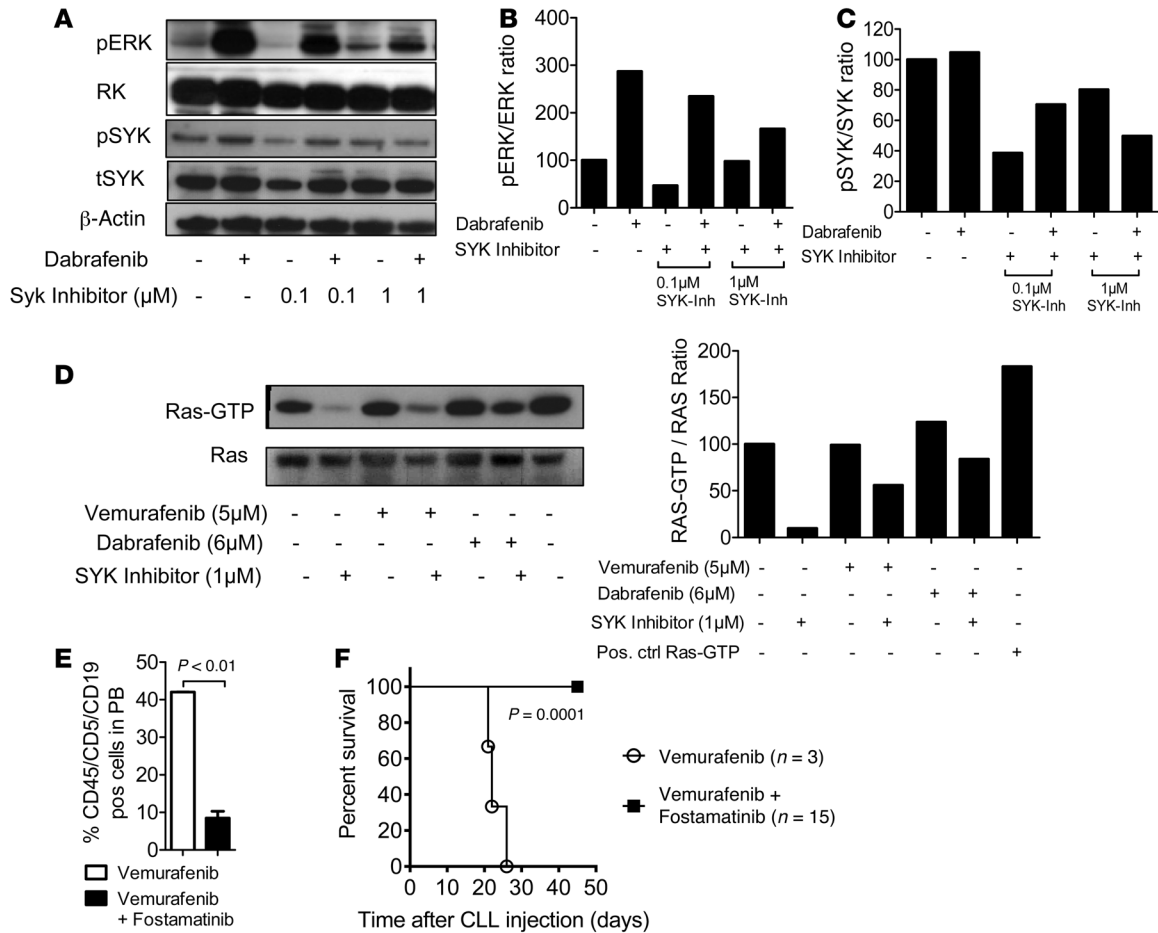 A
pERK
RK
pSYK
tSYK
β-Actin
Dabrafenib - + - + - +
Syk Inhibitor (μM) - - 0.1 0.1 1 1
B
pERK/ERK ratio
400
300
200
100
0
Dabrafenib - + - + - +
SYK Inhibitor - - + + + +
0.1μM SYK-Inh
1μM SYK-Inh
C
pSYK/SYK ratio
120
100
80
60
40
20
0
Dabrafenib - + - + - +
SYK Inhibitor - - + + + +
0.1μM SYK-Inh
1μM SYK-Inh
D
Ras-GTP
Ras
Vemurafenib (5μM) - - + + - - -
Dabrafenib (6μM) - - - - + + -
SYK Inhibitor (1μM) - + - + - + -
RAS-GTP / RAS Ratio
200
150
100
50
0
Vemurafenib (5μM) - - + + - - -
Dabrafenib (6μM) - - - - + + -
SYK Inhibitor (1μM) - + - + - + -
Pos. ctrl Ras-GTP - - - - - - +
E
% CD45/CD5/CD19
pos cells in PB
50
40
30
20
10
0
P < 0.01
Vemurafenib
Vemurafenib
+ Fostamatinib
F
Percent survival
100
80
60
40
20
0
P = 0.0001
0 10 20 30 40 50
Time after CLL injection (days)
Vemurafenib (n = 3)
Vemurafenib +
Fostamatinib (n = 15)